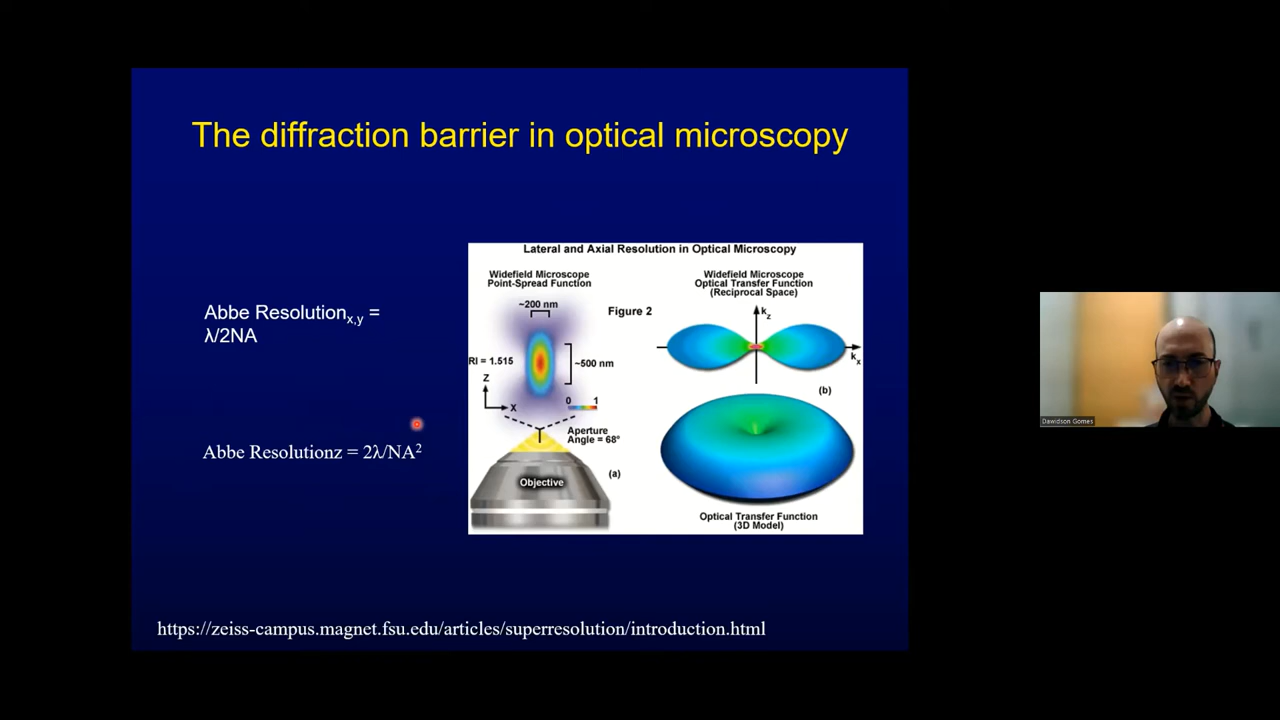 The diffraction barrier in optical microscopy
Abbe Resolutionx,y =
λ/2NA
Abbe Resolutionz = 2λ/NA²
Lateral and Axial Resolution in Optical Microscopy
Widefield Microscope
Point-Spread Function
~200 nm
RI = 1.515
~500 nm
Z
X
0 1
Aperture
Angle = 68°
Objective
(a)
Figure 2
Widefield Microscope
Optical Transfer Function
(Reciprocal Space)
kz
kx
(b)
Optical Transfer Function
(3D Model)
https://zeiss-campus.magnet.fsu.edu/articles/superresolution/introduction.html
Dawidson Gomes